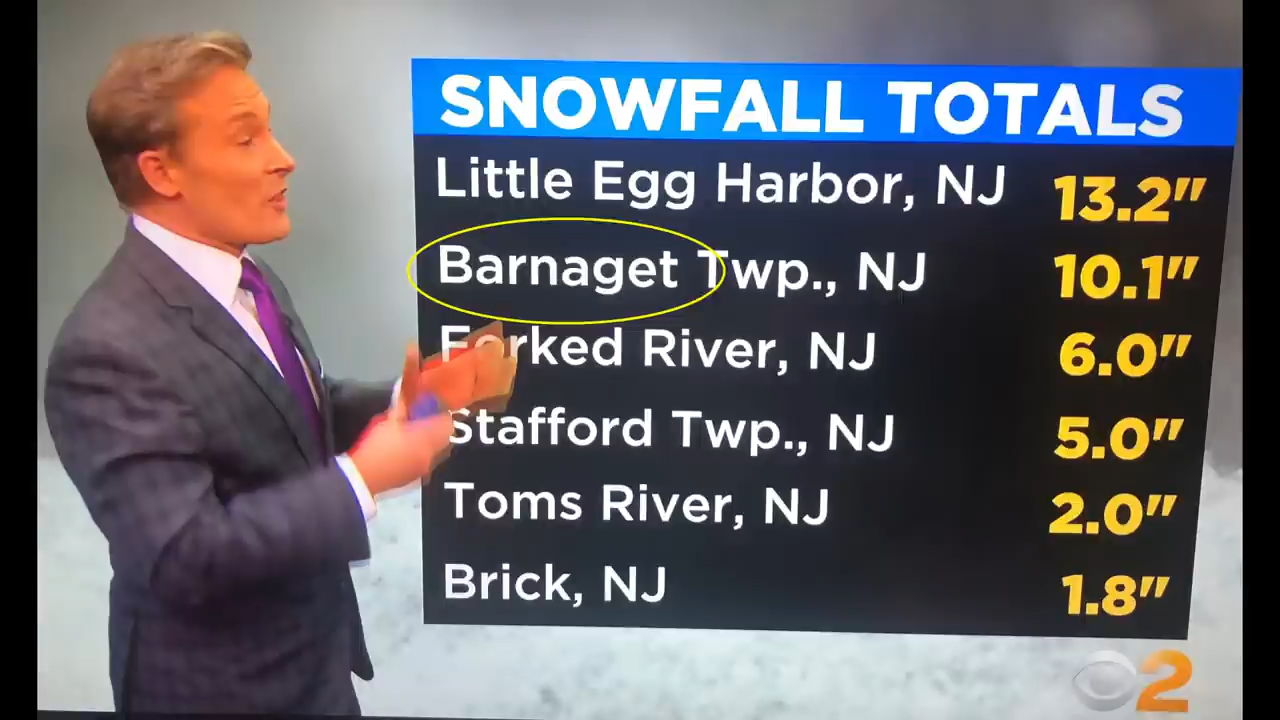 SNOWFALL TOTALS
Little Egg Harbor, NJ 13.2"
Barnaget Twp., NJ 10.1"
Forked River, NJ 6.0"
Stafford Twp., NJ 5.0"
Toms River, NJ 2.0"
Brick, NJ 1.8"
2